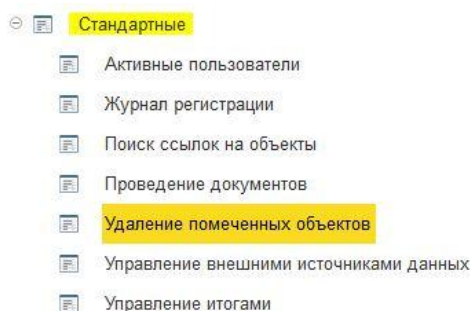 Стандартные
Активные пользователи
Журнал регистрации
Поиск ссылок на объекты
Проведение документов
Удаление помеченных объектов
Управление внешними источниками данных
Управление итогами